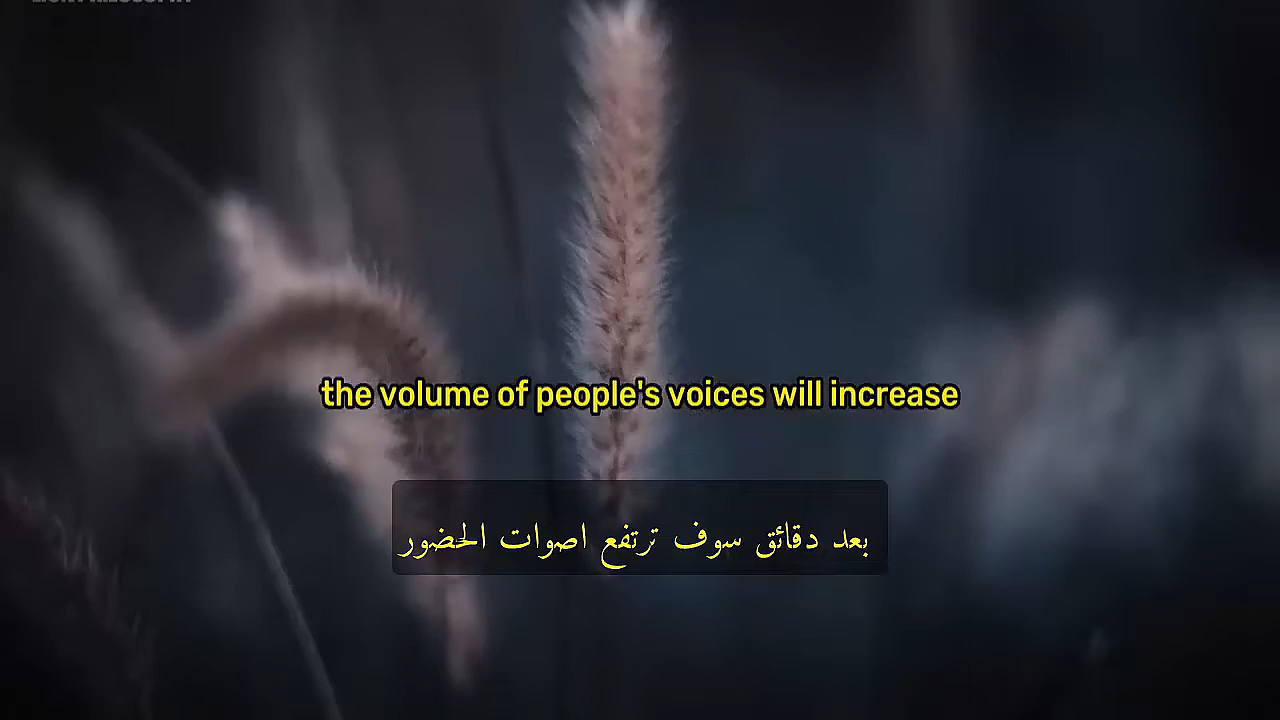 the volume of people's voices will increase
بعد دقائق سوف ترتفع اصوات الحضور